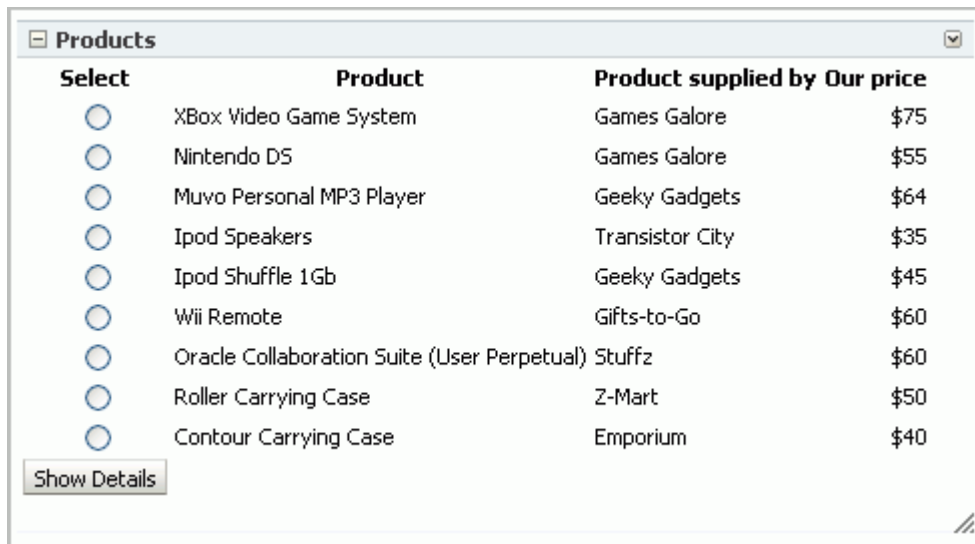 Products
Select Product Product supplied by Our price
XBox Video Game System Games Galore $75
Nintendo DS Games Galore $55
Muvo Personal MP3 Player Geeky Gadgets $64
Ipod Speakers Transistor City $35
Ipod Shuffle 1Gb Geeky Gadgets $45
Wii Remote Gifts-to-Go $60
Oracle Collaboration Suite (User Perpetual) Stuffz $60
Roller Carrying Case Z-Mart $50
Contour Carrying Case Emporium $40
Show Details